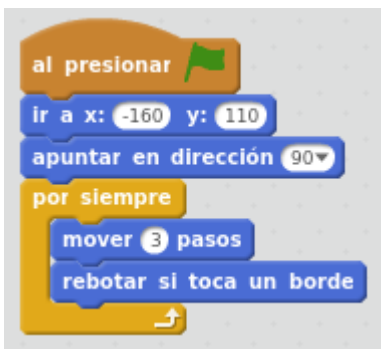 al presionar
ir a x: -160 y: 110
apuntar en dirección 90▼
por siempre
mover 3 pasos
rebotar si toca un borde